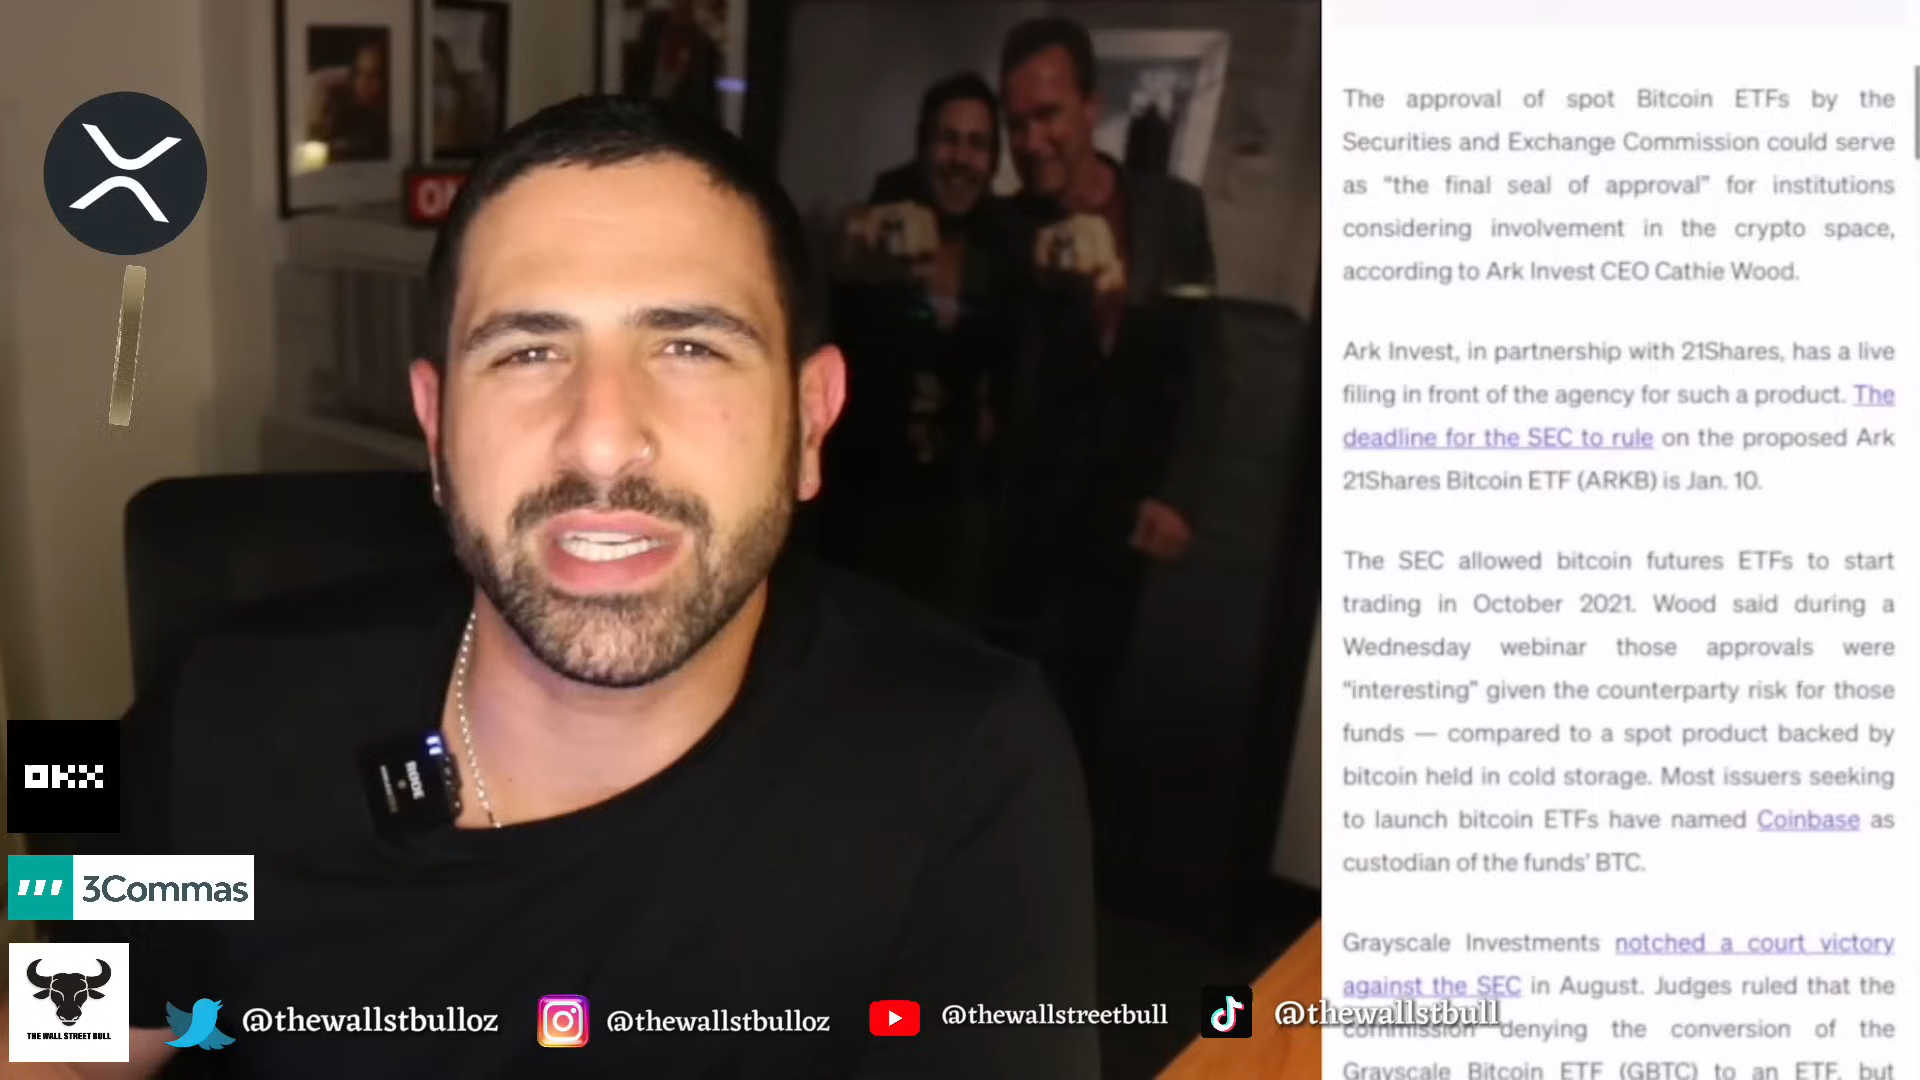 The approval of spot Bitcoin ETFs by the
Securities and Exchange Commission could serve
as “the final seal of approval” for institutions
considering involvement in the crypto space,
according to Ark Invest CEO Cathie Wood.
Ark Invest, in partnership with 21Shares, has a live
filing in front of the agency for such a product. The
deadline for the SEC to rule on the proposed Ark
21Shares Bitcoin ETF (ARKB) is Jan. 10.
The SEC allowed bitcoin futures ETFs to start
trading in October 2021. Wood said during a
Wednesday webinar those approvals were
“interesting” given the counterparty risk for those
funds — compared to a spot product backed by
bitcoin held in cold storage. Most issuers seeking
to launch bitcoin ETFs have named Coinbase as
custodian of the funds’ BTC.
Grayscale Investments notched a court victory
against the SEC in August. Judges ruled that the
commission denying the conversion of the
Grayscale Bitcoin ETF (GBTC) to an ETF, but
RODE
OKX
3Commas
THE WALL STREET BULL
@thewallstbulloz
@thewallstbulloz
@thewallstreetbull
@thewallstbull